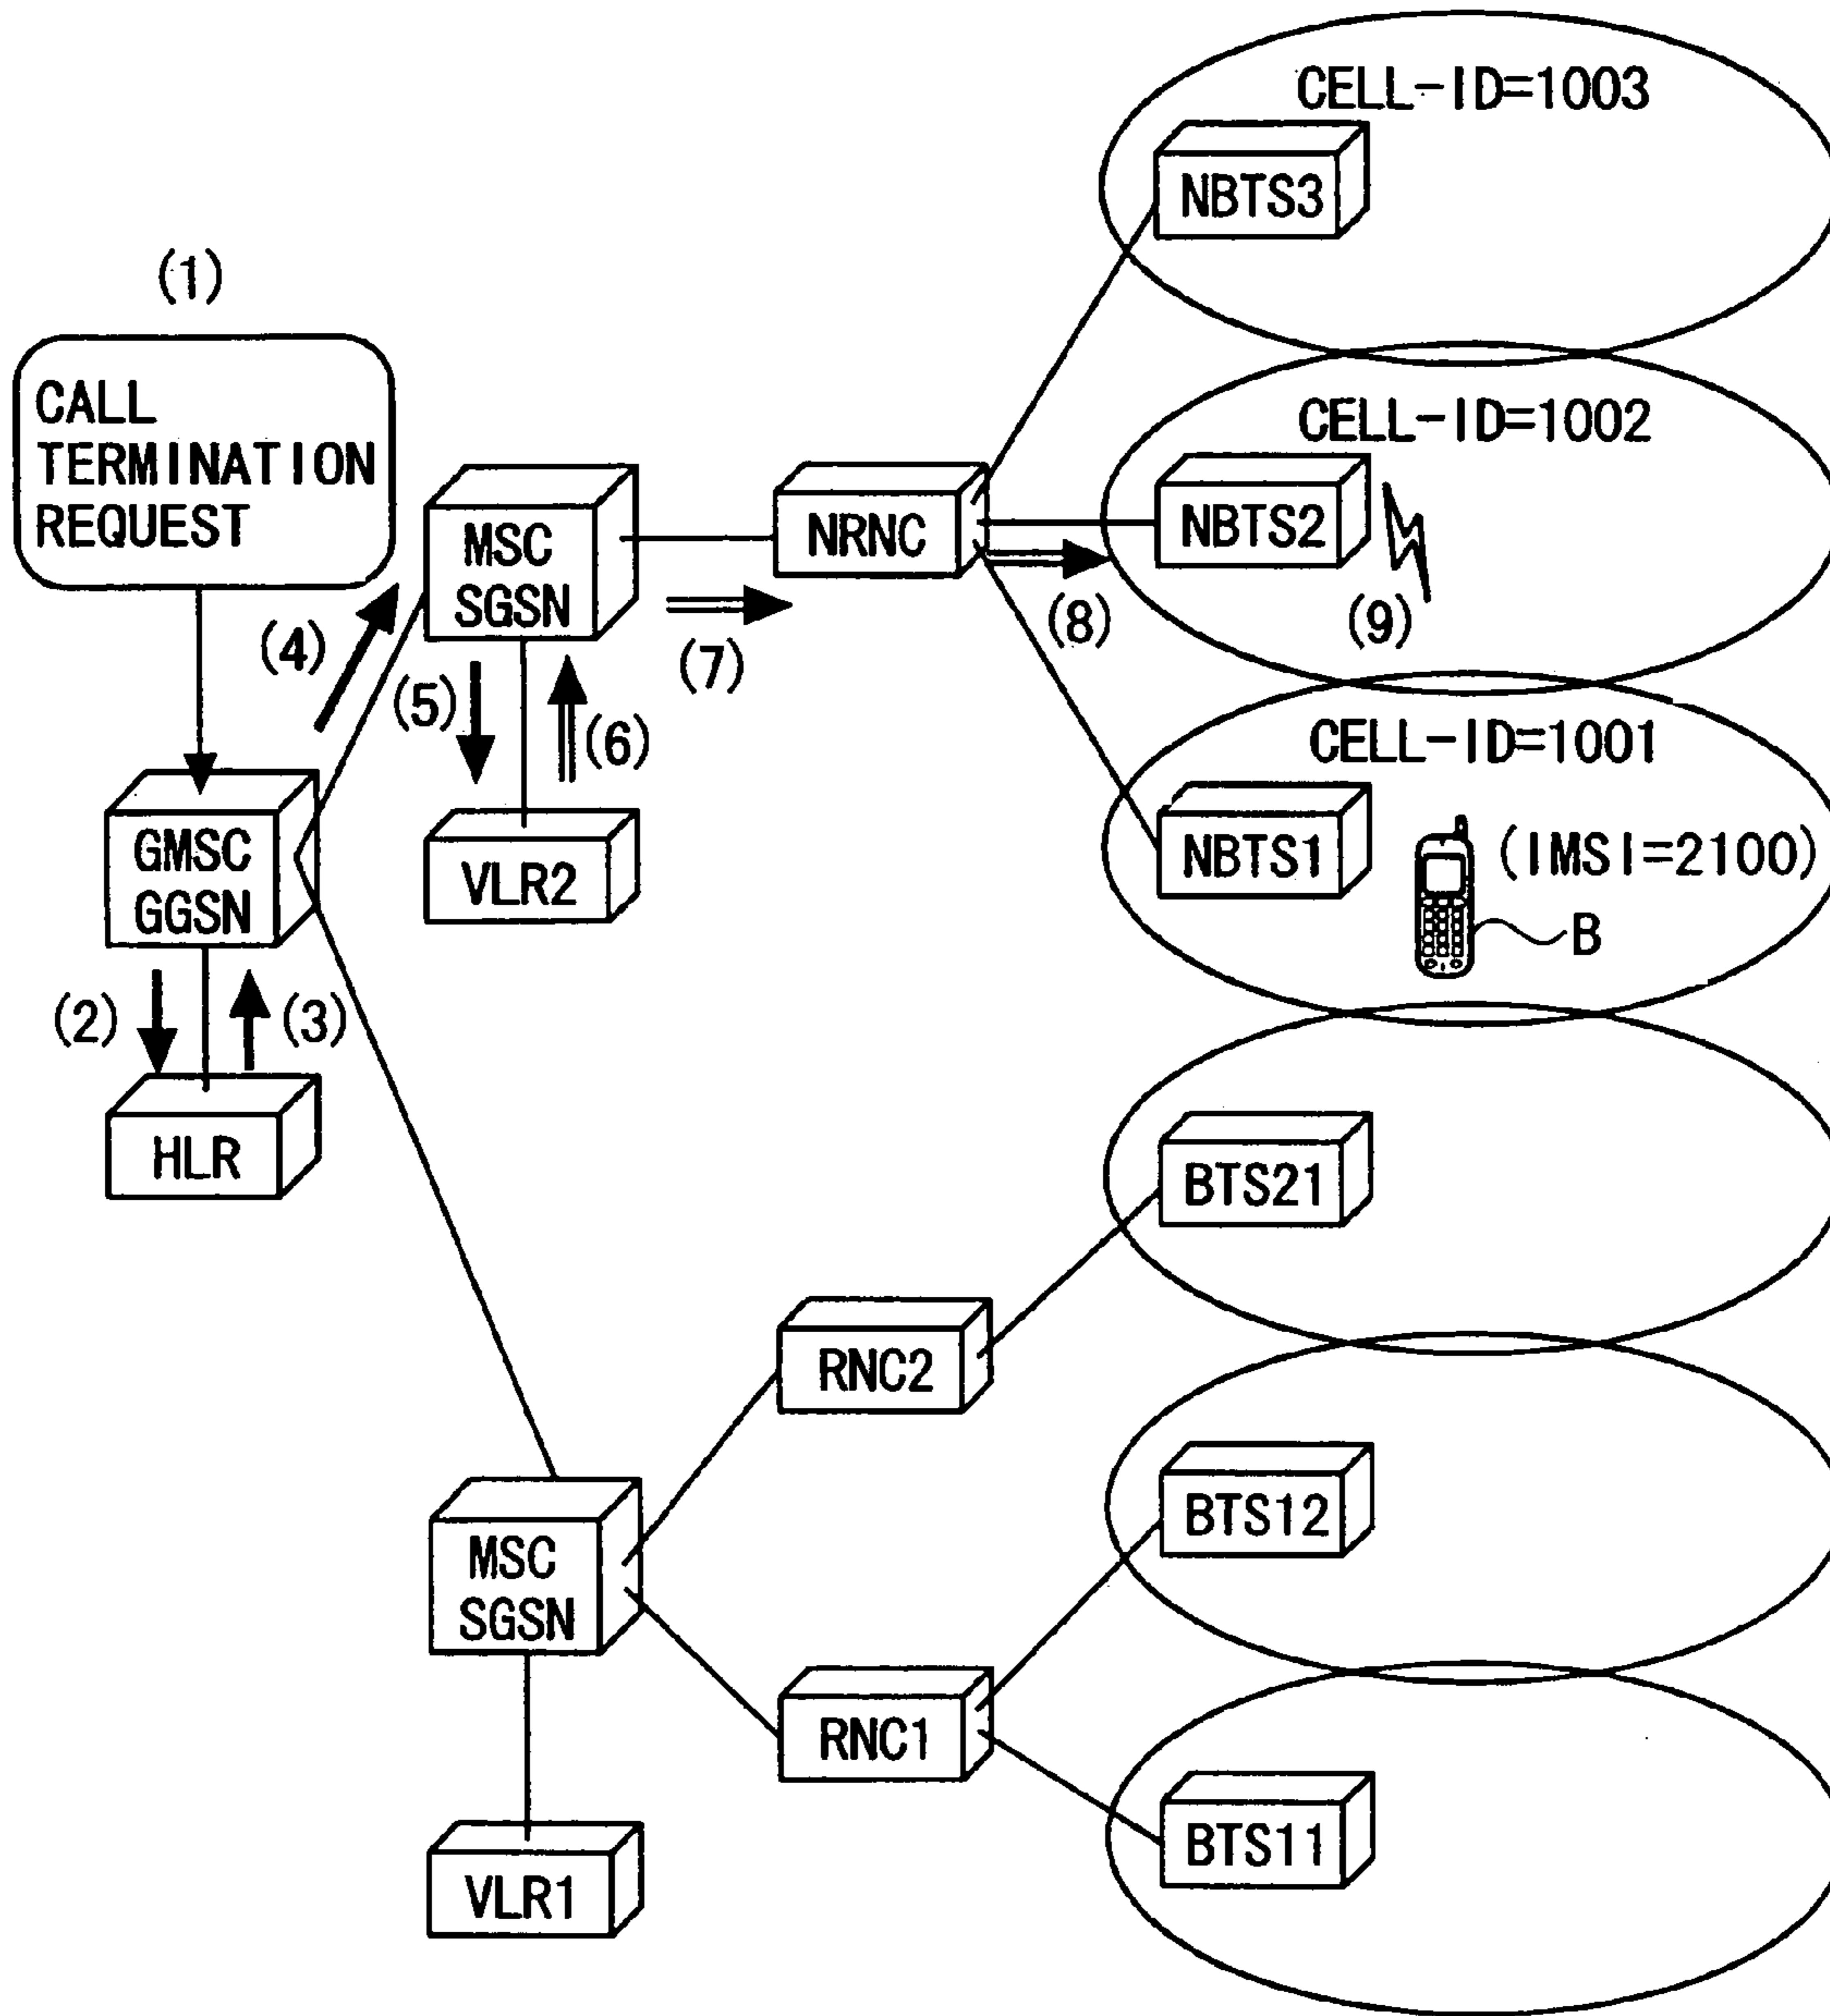 CELL-ID=1003
NBTS3
(1)
CALL
TERMINATION
REQUEST
CELL-ID=1002
MSC
SGSN
NRNC
NBTS2
(4)
(5)
(6)
(7)
(8)
(9)
CELL-ID=1001
GMSC
GGSN
VLR2
NBTS1
(IMSI=2100)
B
(2)
(3)
HLR
BTS21
RNC2
BTS12
MSC
SGSN
RNC1
BTS11
VLR1